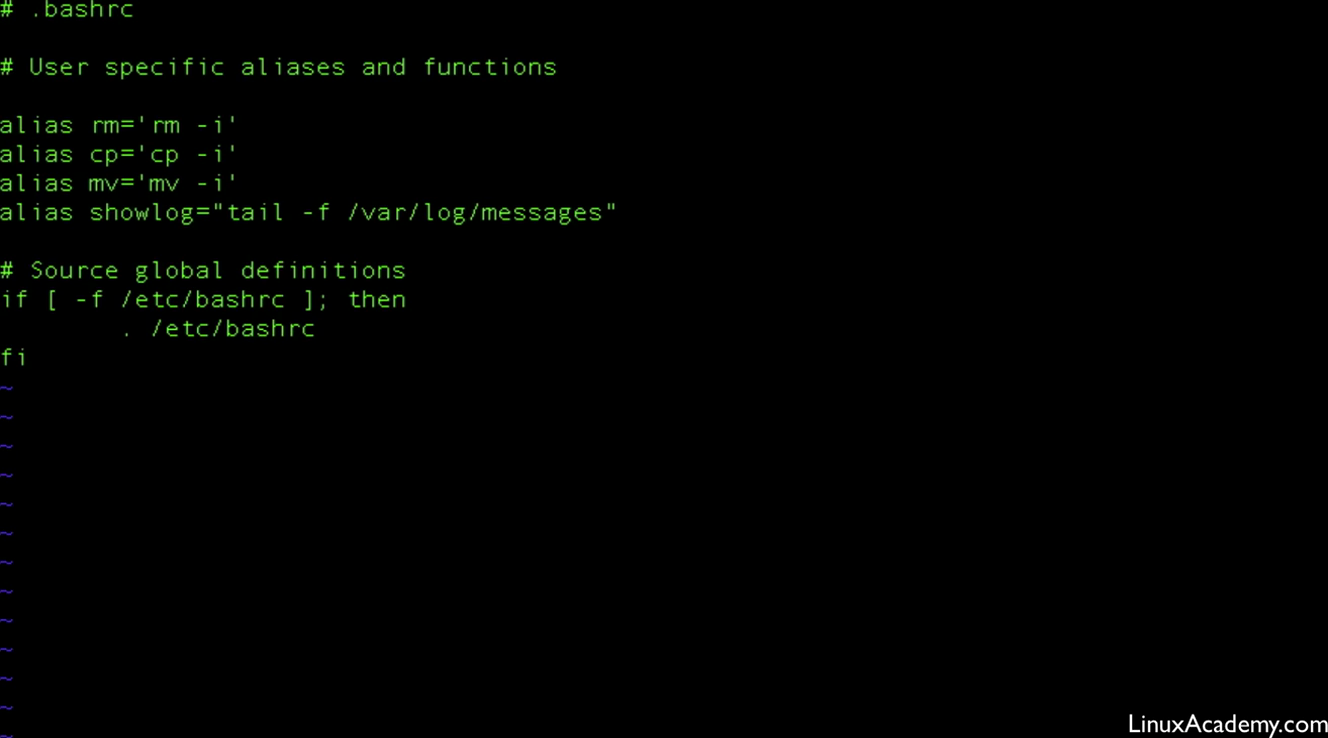 # .bashrc
# User specific aliases and functions
alias rm='rm -i'
alias cp='cp -i'
alias mv='mv -i'
alias showlog="tail -f /var/log/messages"
# Source global definitions
if [ -f /etc/bashrc ]; then
        . /etc/bashrc
fi
~
~
~
~
~
~
~
~
~
~
~
~
~
LinuxAcademy.com